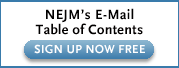 NEJM's E-Mail
Table of Contents
SIGN UP NOW FREE